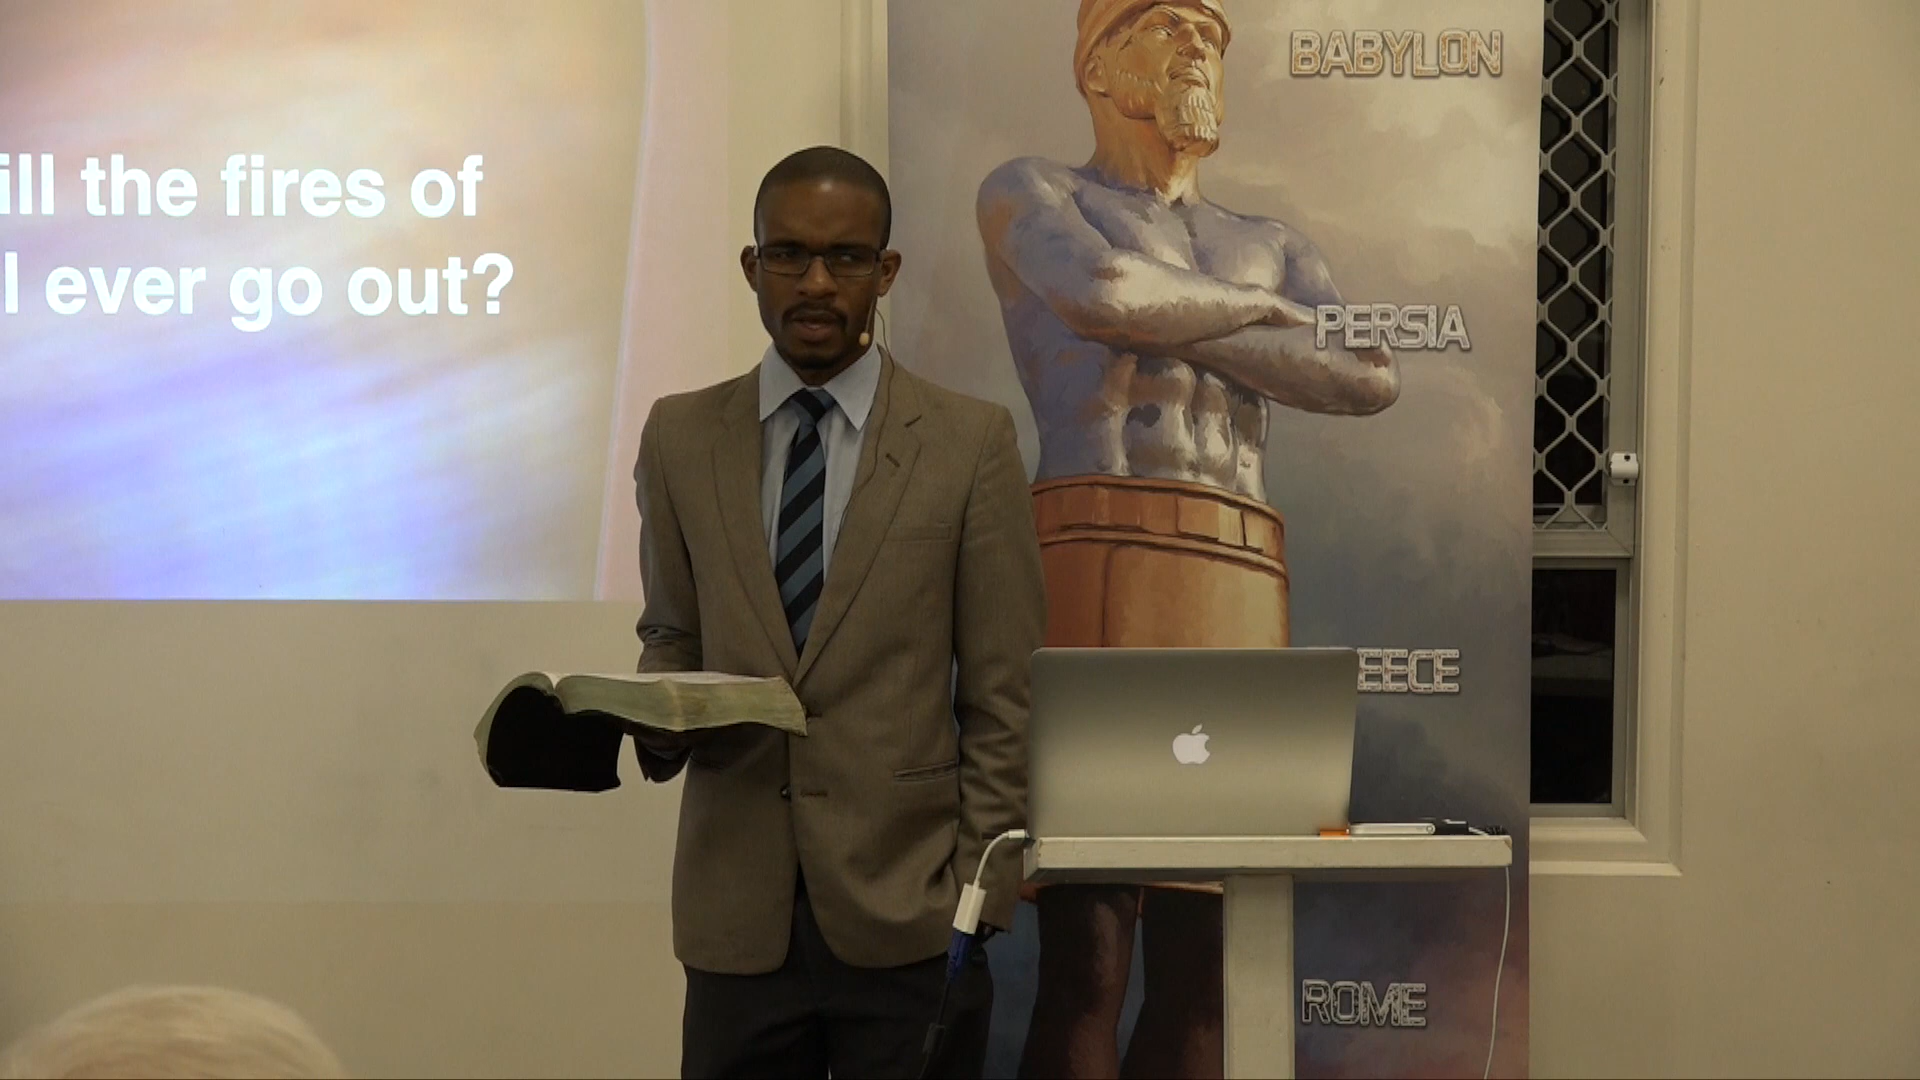 ill the fires of
l ever go out?
BABYLON
PERSIA
EECE
ROME